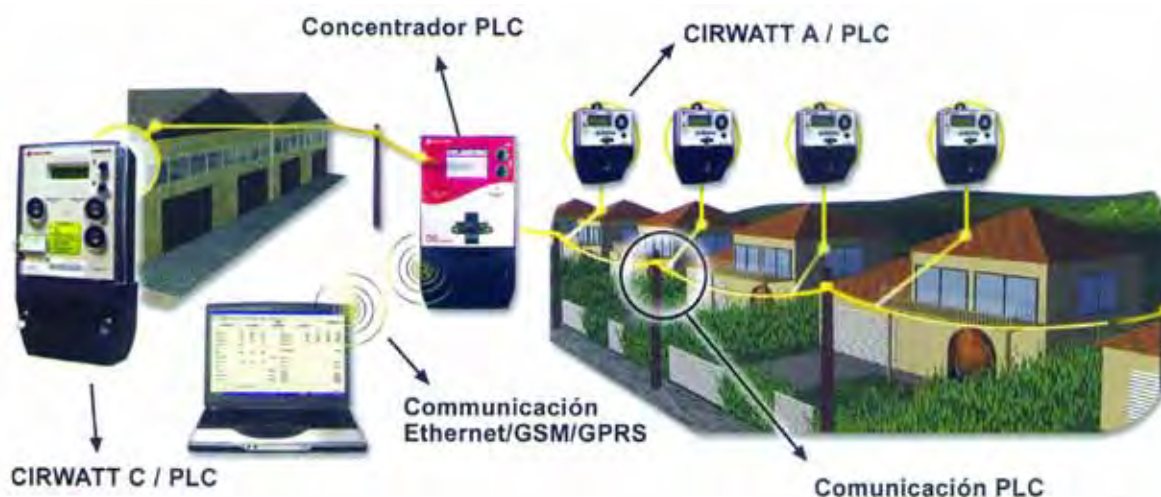 Concentrador PLC
CIRWATT A / PLC
Communicación
Ethernet/GSM/GPRS
CIRWATT C / PLC
Comunicación PLC